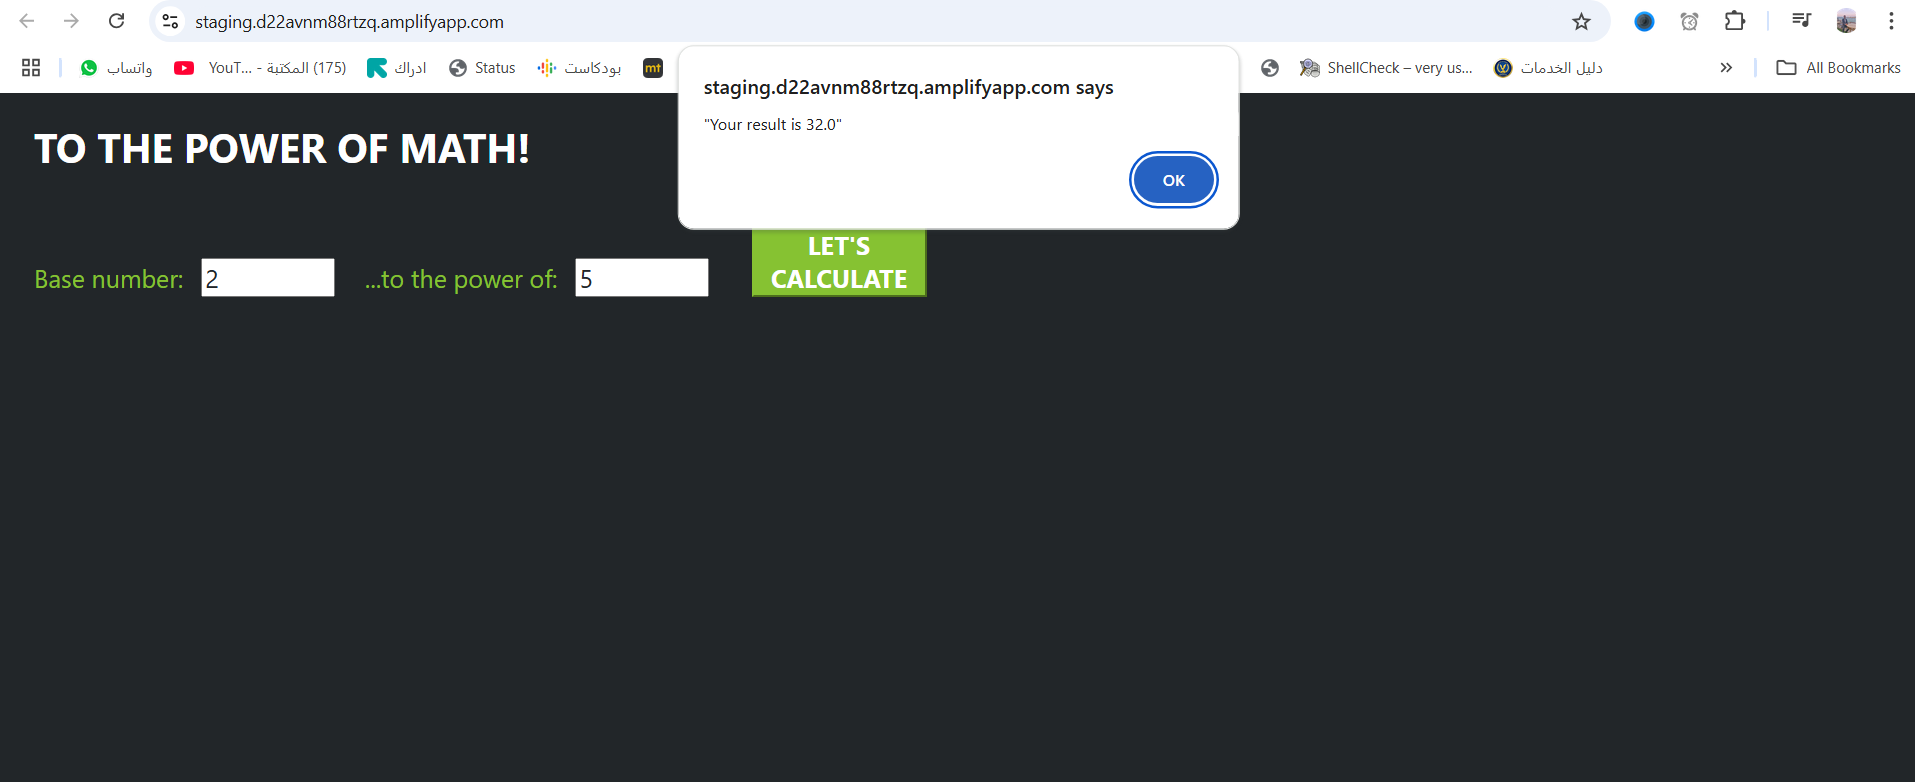 staging.d22avnm88rtzq.amplifyapp.com
واتساب
YouT... - المكتبة (175)
ادراك
Status
بودكاست
mt
ShellCheck – very us...
دليل الخدمات
»
All Bookmarks
staging.d22avnm88rtzq.amplifyapp.com says
"Your result is 32.0"
OK
TO THE POWER OF MATH!
Base number: 2 ...to the power of: 5
LET'S
CALCULATE